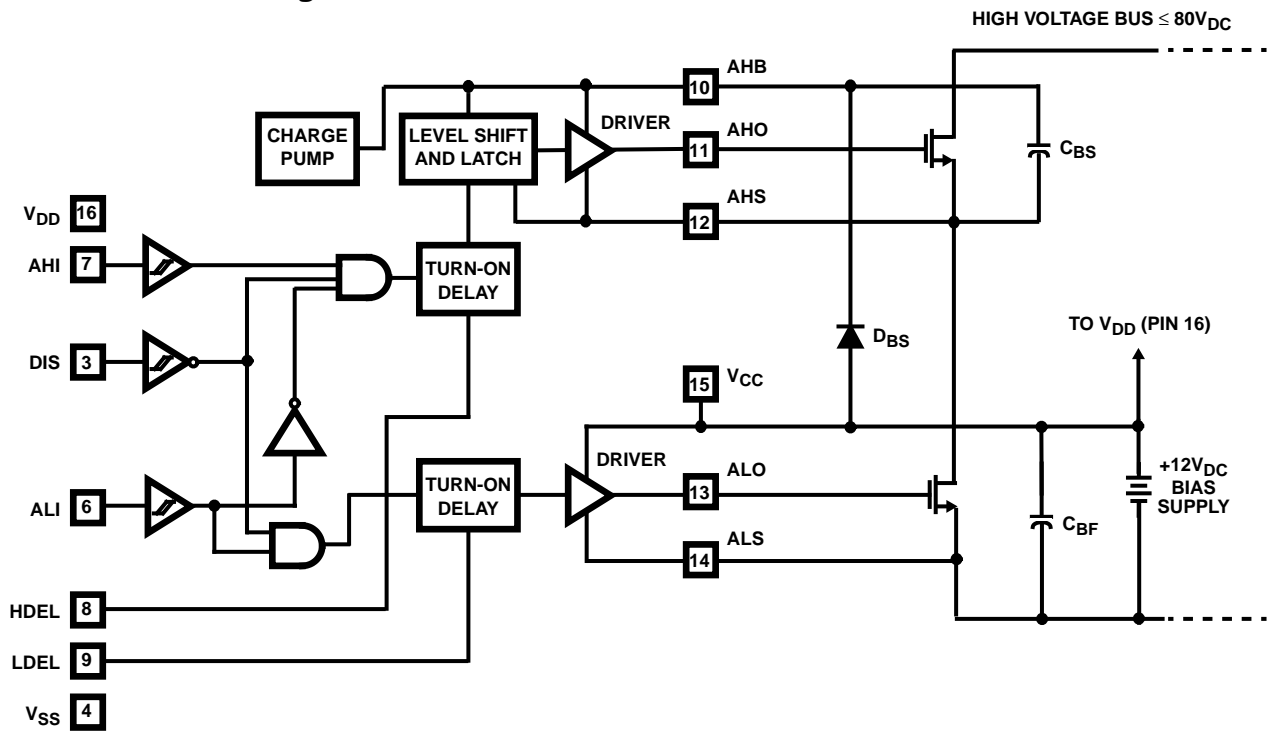 HIGH VOLTAGE BUS ≤ 80VDC
AHB
10
CHARGE
PUMP
LEVEL SHIFT
AND LATCH
DRIVER
AHO
11
CBS
AHS
12
VDD 16
AHI 7
TURN-ON
DELAY
DIS 3
DBS
TO VDD (PIN 16)
15
VCC
ALI 6
TURN-ON
DELAY
DRIVER
ALO
13
+12VDC
BIAS
SUPPLY
CBF
ALS
14
HDEL 8
LDEL 9
VSS 4